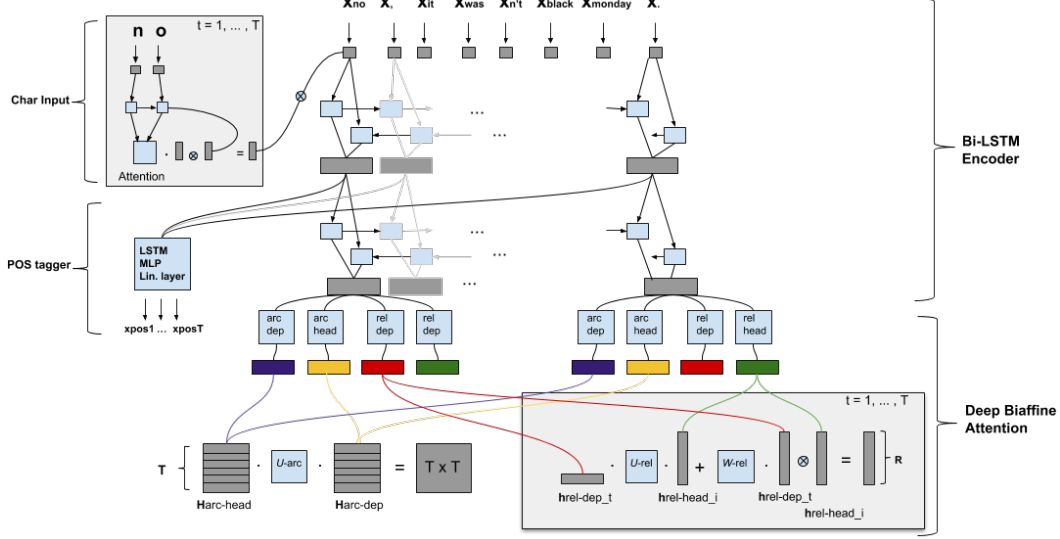 xno x, xit xwas xn't xblack xmonday x.
t = 1, ... , T
n o
Char Input
· ⊗ =
Attention
⊗
...
...
Bi-LSTM
Encoder
POS tagger
LSTM
MLP
Lin. layer
xpos1 ... xposT
...
...
...
arc
dep
arc
head
rel
dep
rel
dep
arc
dep
arc
head
rel
dep
rel
head
t = 1, ... , T
Deep Biaffine
Attention
T
· U-arc · = T x T
Harc-head
Harc-dep
· U-rel · + W-rel · ⊗ = R
hrel-dep_t
hrel-head_i
hrel-dep_t
hrel-head_i